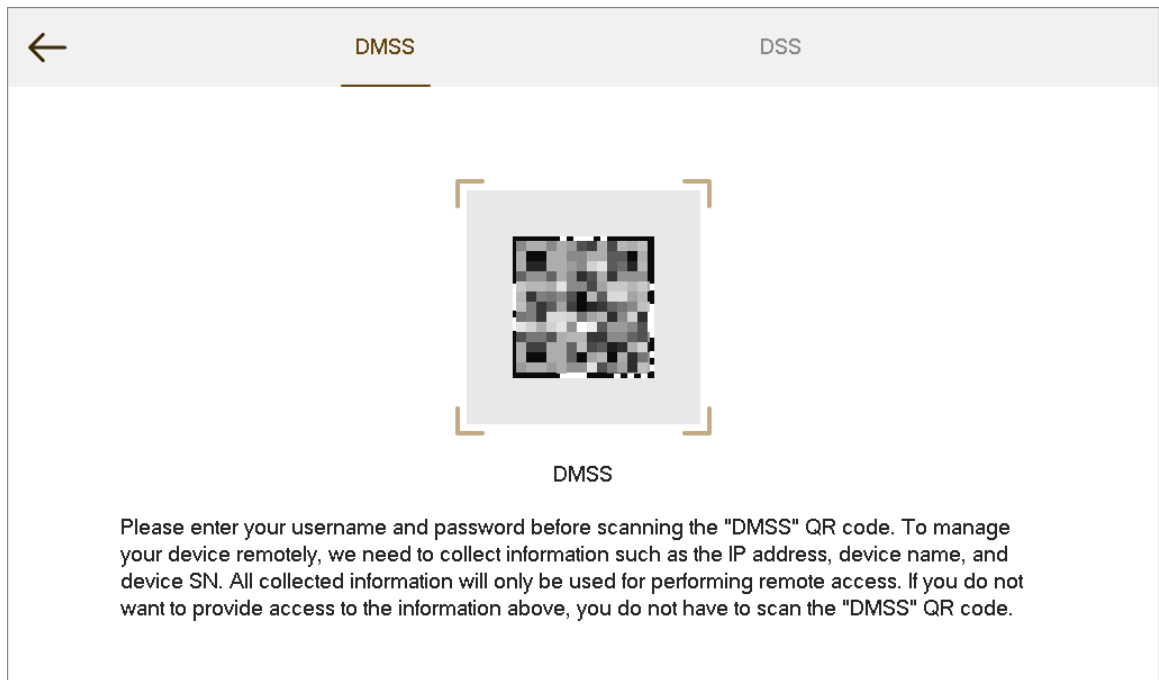 DMSS
DSS
DMSS
Please enter your username and password before scanning the "DMSS" QR code. To manage
your device remotely, we need to collect information such as the IP address, device name, and
device SN. All collected information will only be used for performing remote access. If you do not
want to provide access to the information above, you do not have to scan the "DMSS" QR code.